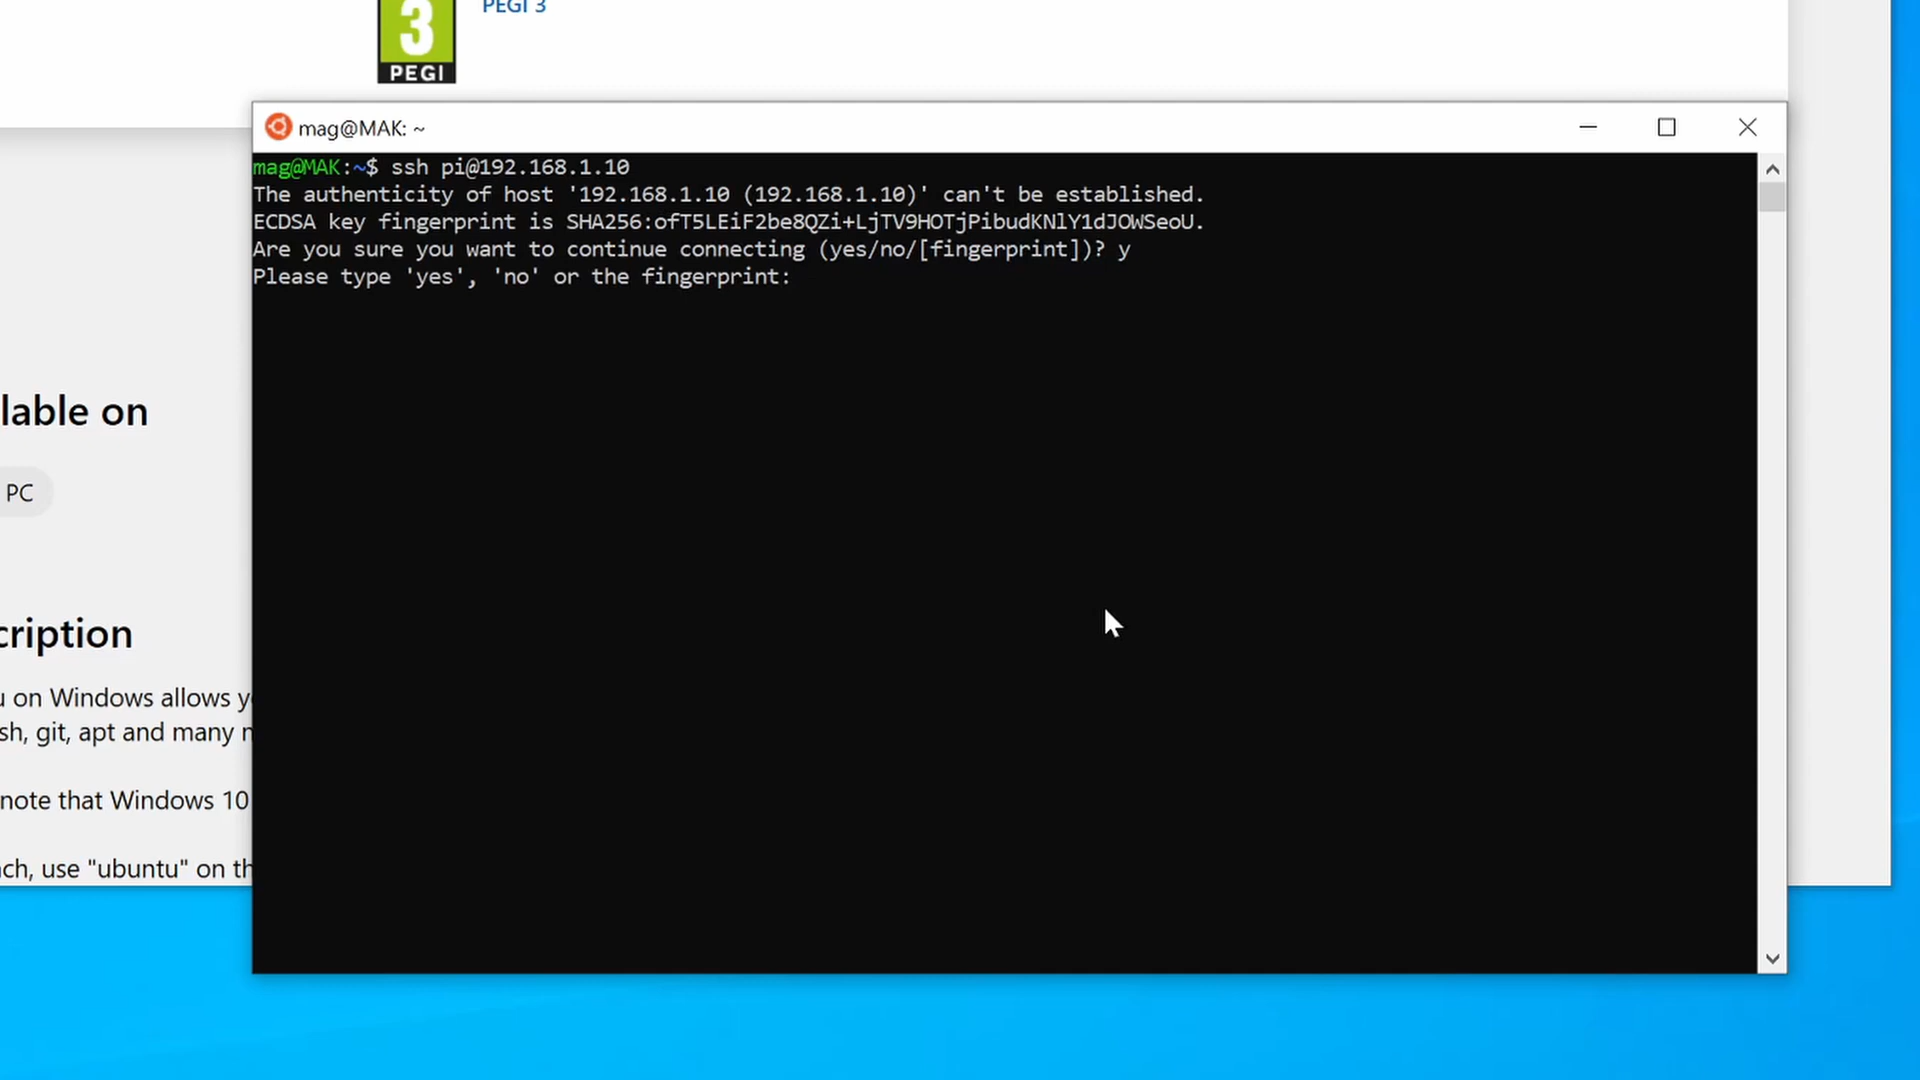 3
PEGI
PEGI 3
mag@MAK: ~
mag@MAK:~$ ssh pi@192.168.1.10
The authenticity of host '192.168.1.10 (192.168.1.10)' can't be established.
ECDSA key fingerprint is SHA256:ofT5LEiF2be8QZi+LjTV9HOTjPibudKNlY1dJOWSeoU.
Are you sure you want to continue connecting (yes/no/[fingerprint])? y
Please type 'yes', 'no' or the fingerprint:
lable on
PC
cription
u on Windows allows y
sh, git, apt and many n
note that Windows 10
ach, use "ubuntu" on th